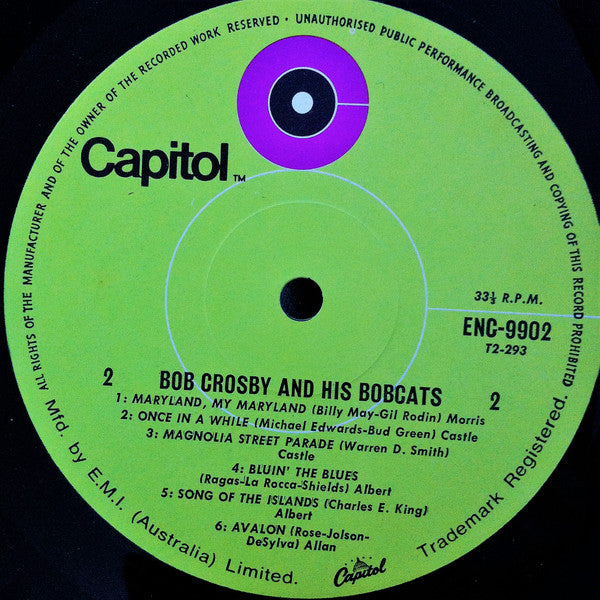 ALL RIGHTS OF THE MANUFACTURER AND OF THE OWNER OF THE RECORDED WORK RESERVED • UNAUTHORISED PUBLIC PERFORMANCE BROADCASTING AND COPYING OF THIS RECORD PROHIBITED
Capitol TM
33⅓ R.P.M.
ENC-9902
T2-293
2 BOB CROSBY AND HIS BOBCATS 2
1: MARYLAND, MY MARYLAND (Billy May-Gil Rodin) Morris
2: ONCE IN A WHILE (Michael Edwards-Bud Green) Castle
3: MAGNOLIA STREET PARADE (Warren D. Smith)
Castle
4: BLUIN' THE BLUES
(Ragas-La Rocca-Shields) Albert
5: SONG OF THE ISLANDS (Charles E. King)
Albert
6: AVALON (Rose-Jolson-
DeSylva) Allan
Mfd. by E.M.I. (Australia) Limited.
Capitol
Trademark Registered.